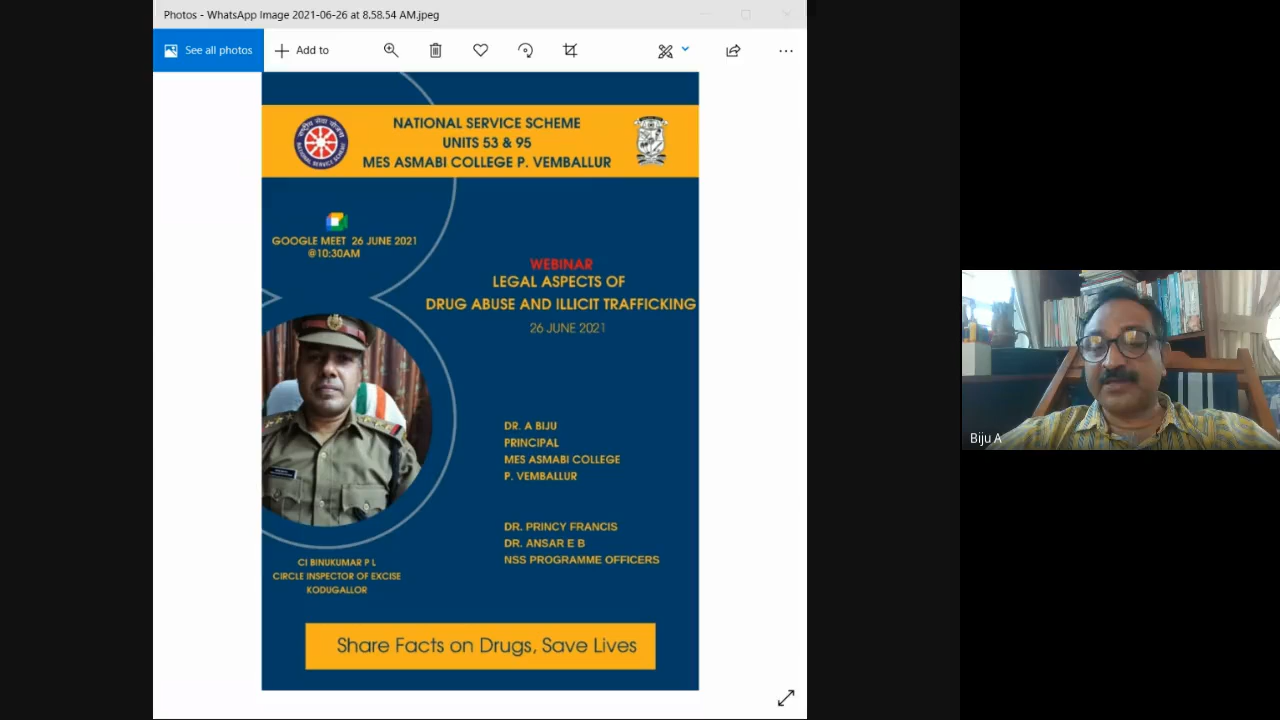 Photos - WhatsApp Image 2021-06-26 at 8.58.54 AM.jpeg
See all photos
Add to
NATIONAL SERVICE SCHEME
UNITS 53 & 95
MES ASMABI COLLEGE P. VEMBALLUR
GOOGLE MEET 26 JUNE 2021
@10:30AM
WEBINAR
LEGAL ASPECTS OF
DRUG ABUSE AND ILLICIT TRAFFICKING
26 JUNE 2021
DR. A BIJU
PRINCIPAL
MES ASMABI COLLEGE
P. VEMBALLUR
DR. PRINCY FRANCIS
DR. ANSAR E B
NSS PROGRAMME OFFICERS
CI BINUKUMAR P L
CIRCLE INSPECTOR OF EXCISE
KODUGALLOR
Share Facts on Drugs, Save Lives
Biju A